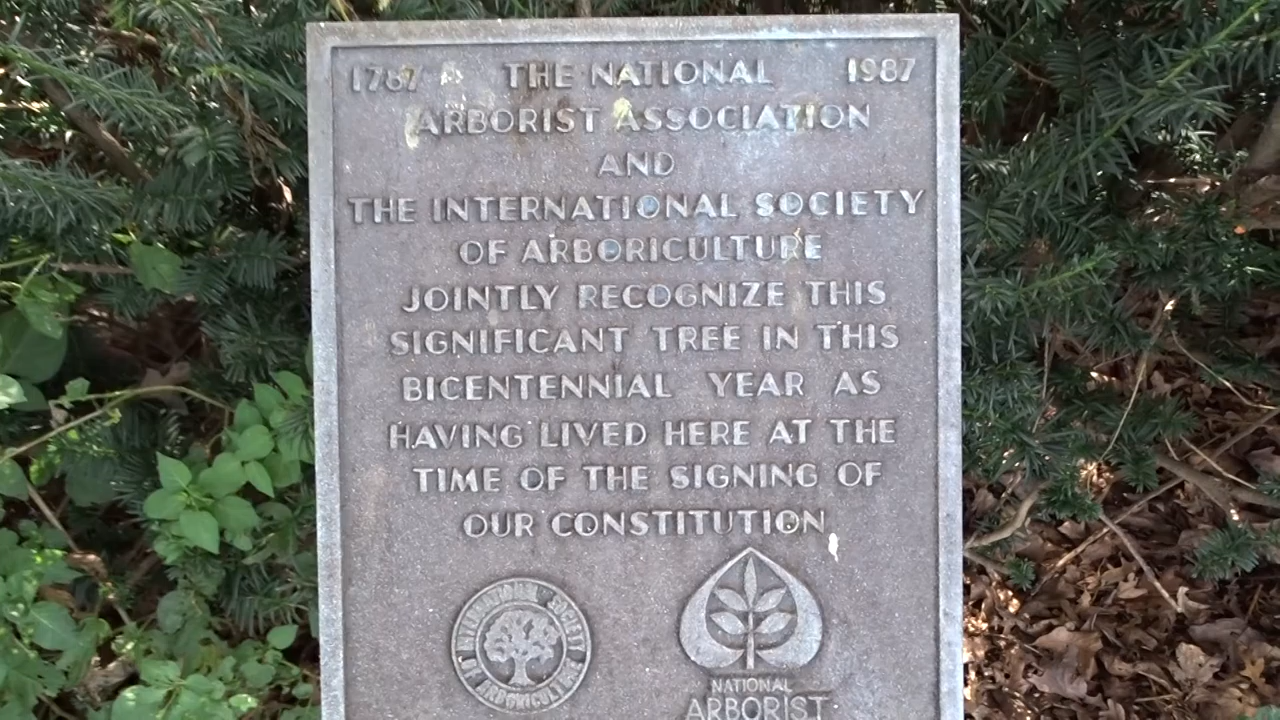 1787 THE NATIONAL 1987
ARBORIST ASSOCIATION
AND
THE INTERNATIONAL SOCIETY
OF ARBORICULTURE
JOINTLY RECOGNIZE THIS
SIGNIFICANT TREE IN THIS
BICENTENNIAL YEAR AS
HAVING LIVED HERE AT THE
TIME OF THE SIGNING OF
OUR CONSTITUTION
INTERNATIONAL SOCIETY
OF ARBORICULTURE
NATIONAL
ARBORIST